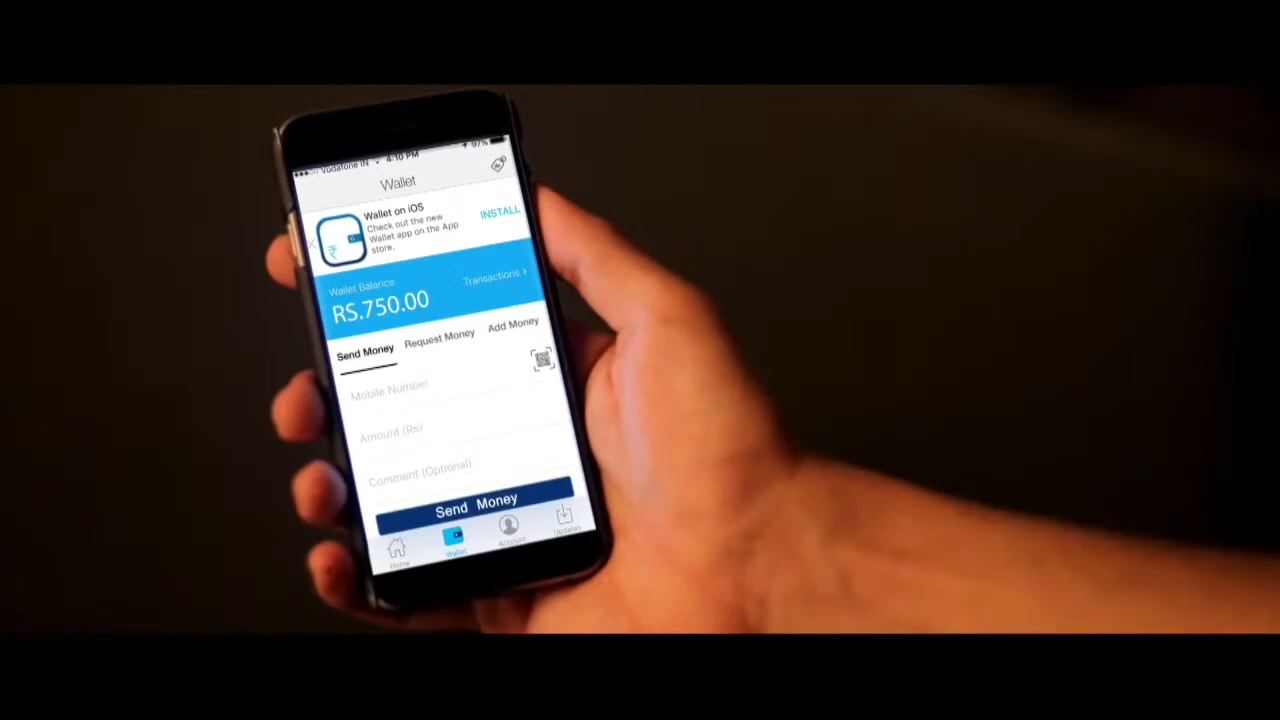 Vodafone IN 4:10 PM 97%
Wallet
Wallet on iOS
Check out the new
Wallet app on the App
store.
INSTALL
Wallet Balance
Transactions ›
RS.750.00
Send Money Request Money Add Money
Mobile Number
Amount (Rs)
Comment (Optional)
Send Money
Home Wallet Account Updates